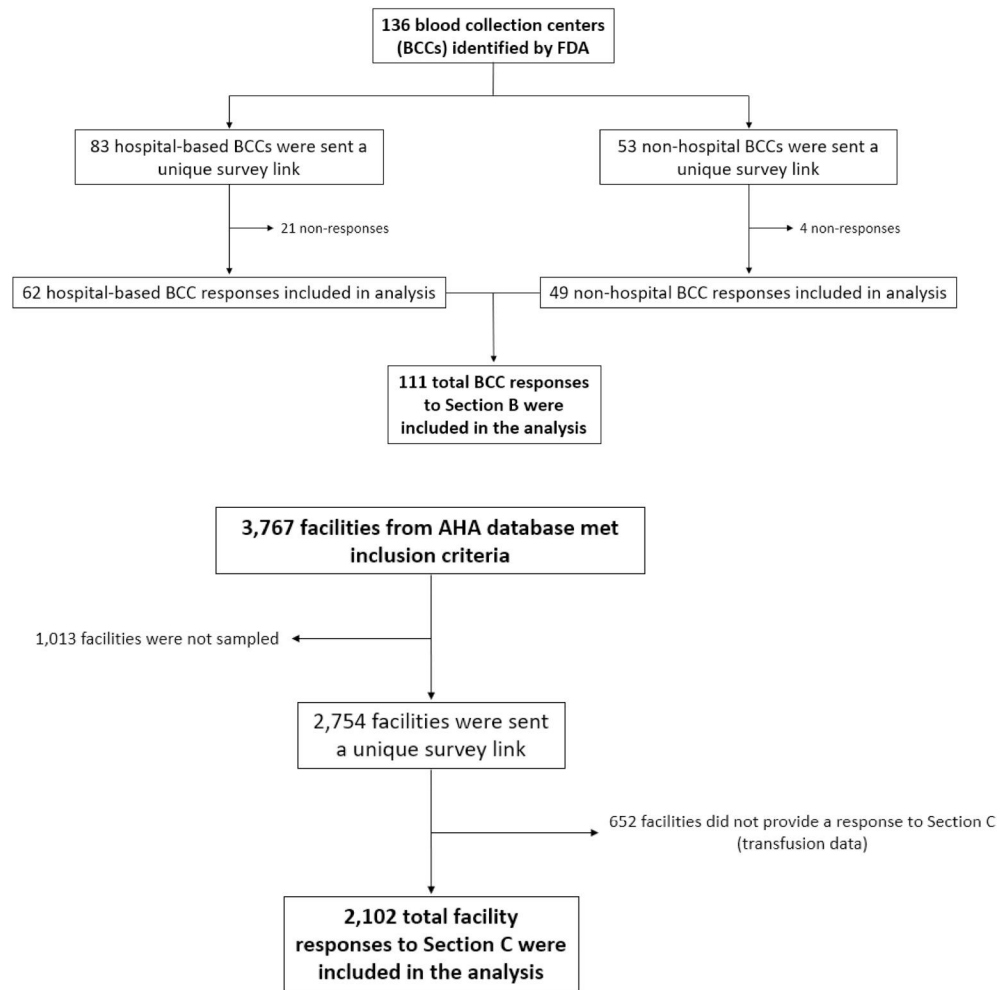 136 blood collection centers
(BCCs) identified by FDA
83 hospital-based BCCs were sent a
unique survey link
53 non-hospital BCCs were sent a
unique survey link
21 non-responses
4 non-responses
62 hospital-based BCC responses included in analysis
49 non-hospital BCC responses included in analysis
111 total BCC responses
to Section B were
included in the analysis
3,767 facilities from AHA database met
inclusion criteria
1,013 facilities were not sampled
2,754 facilities were sent
a unique survey link
652 facilities did not provide a response to Section C
(transfusion data)
2,102 total facility
responses to Section C were
included in the analysis